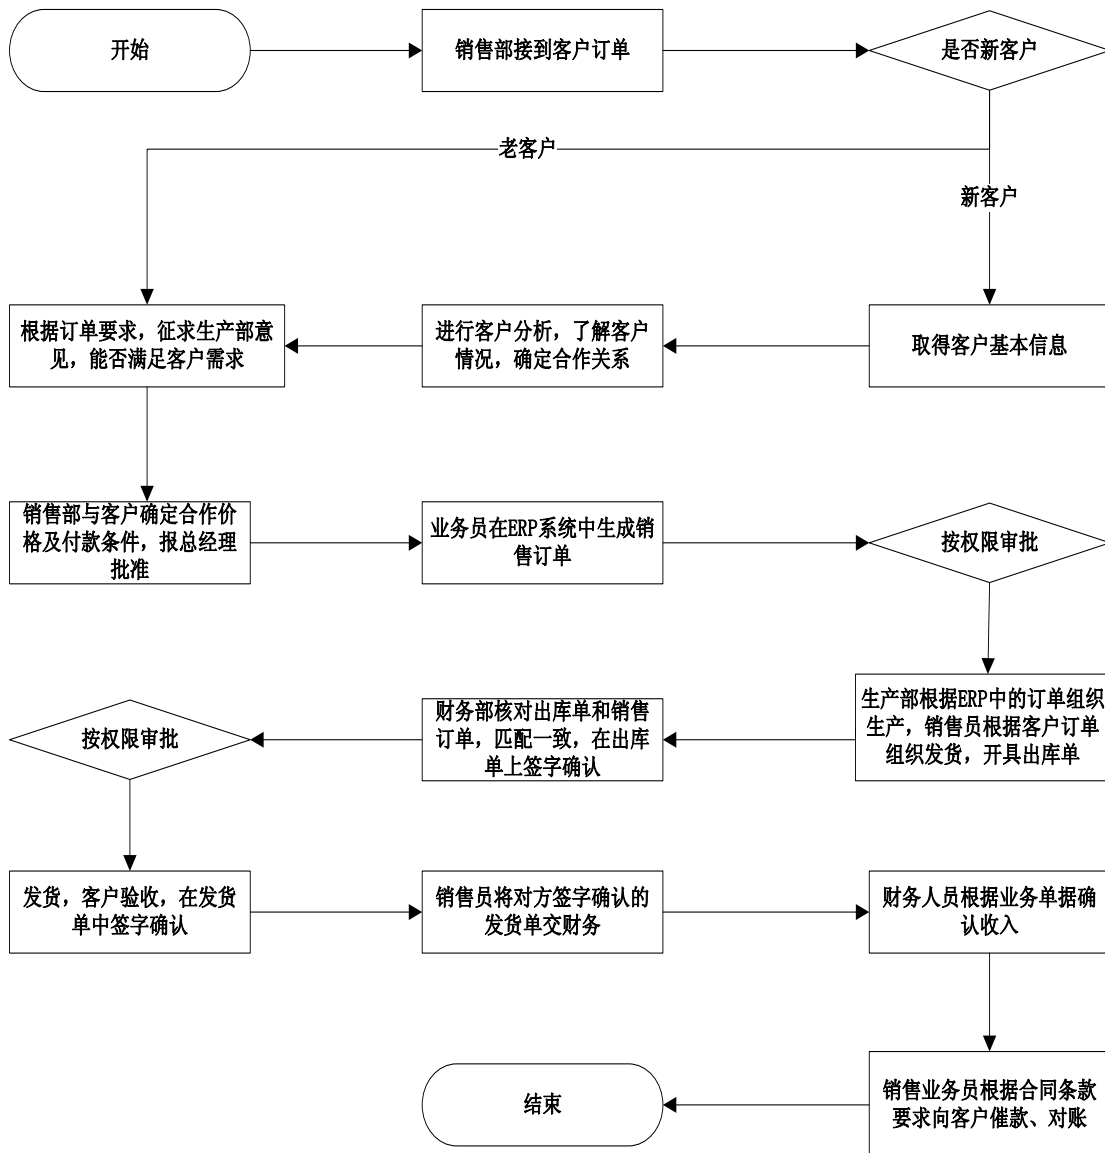 开始
销售部接到客户订单
是否新客户
老客户
新客户
根据订单要求，征求生产部意
见，能否满足客户需求
进行客户分析，了解客户
情况，确定合作关系
取得客户基本信息
销售部与客户确定合作价
格及付款条件，报总经理
批准
业务员在ERP系统中生成销
售订单
按权限审批
按权限审批
财务部核对出库单和销售
订单，匹配一致，在出库
单上签字确认
生产部根据ERP中的订单组织
生产，销售员根据客户订单
组织发货，开具出库单
发货，客户验收，在发货
单中签字确认
销售员将对方签字确认的
发货单交财务
财务人员根据业务单据确
认收入
结束
销售业务员根据合同条款
要求向客户催款、对账